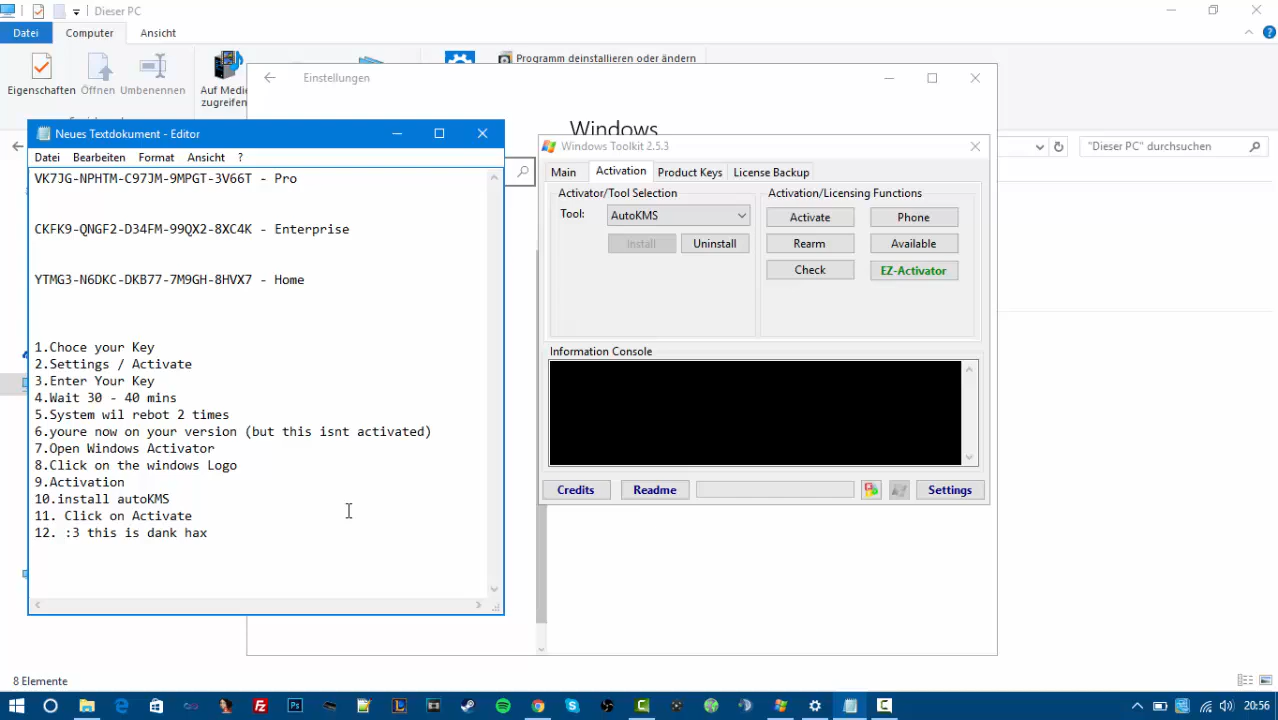 Dieser PC
Datei
Computer
Ansicht
Eigenschaften
Öffnen
Umbenennen
Auf Medie
zugreifen
Programm deinstallieren oder ändern
"Dieser PC" durchsuchen
Einstellungen
Windows
Neues Textdokument - Editor
Datei Bearbeiten Format Ansicht ?
VK7JG-NPHTM-C97JM-9MPGT-3V66T - Pro
CKFK9-QNGF2-D34FM-99QX2-8XC4K - Enterprise
YTMG3-N6DKC-DKB77-7M9GH-8HVX7 - Home
1.Choce your Key
2.Settings / Activate
3.Enter Your Key
4.Wait 30 - 40 mins
5.System wil rebot 2 times
6.youre now on your version (but this isnt activated)
7.Open Windows Activator
8.Click on the windows Logo
9.Activation
10.install autoKMS
11. Click on Activate
12. :3 this is dank hax
Windows Toolkit 2.5.3
Main Activation Product Keys License Backup
Activator/Tool Selection
Tool: AutoKMS
Install Uninstall
Activation/Licensing Functions
Activate Phone
Rearm Available
Check EZ-Activator
Information Console
Credits Readme Settings
8 Elemente
20:56